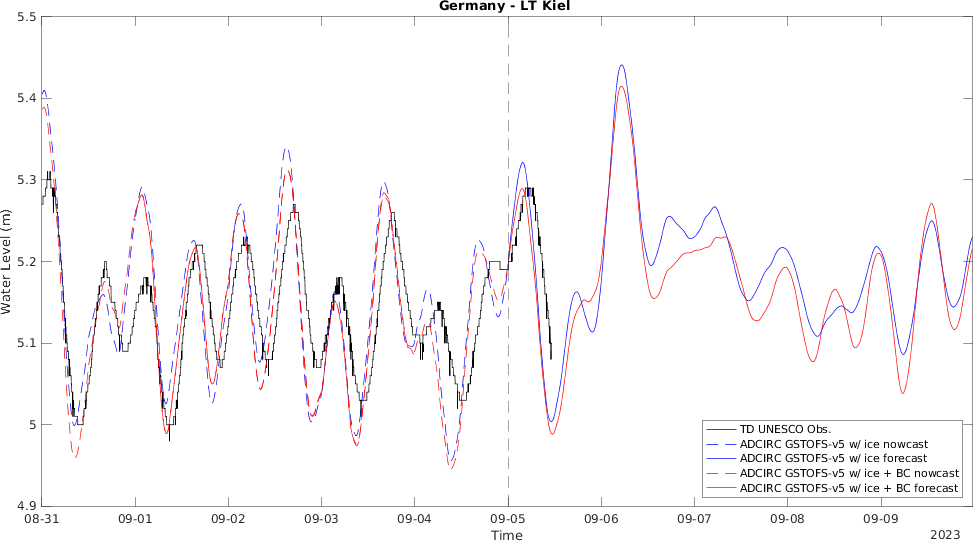 Germany - LT Kiel
5.5
5.4
5.3
5.2
5.1
5
4.9
Water Level (m)
08-31 09-01 09-02 09-03 09-04 09-05 09-06 09-07 09-08 09-09
Time
2023
TD UNESCO Obs.
ADCIRC GSTOFS-v5 w/ ice nowcast
ADCIRC GSTOFS-v5 w/ ice forecast
ADCIRC GSTOFS-v5 w/ ice + BC nowcast
ADCIRC GSTOFS-v5 w/ ice + BC forecast